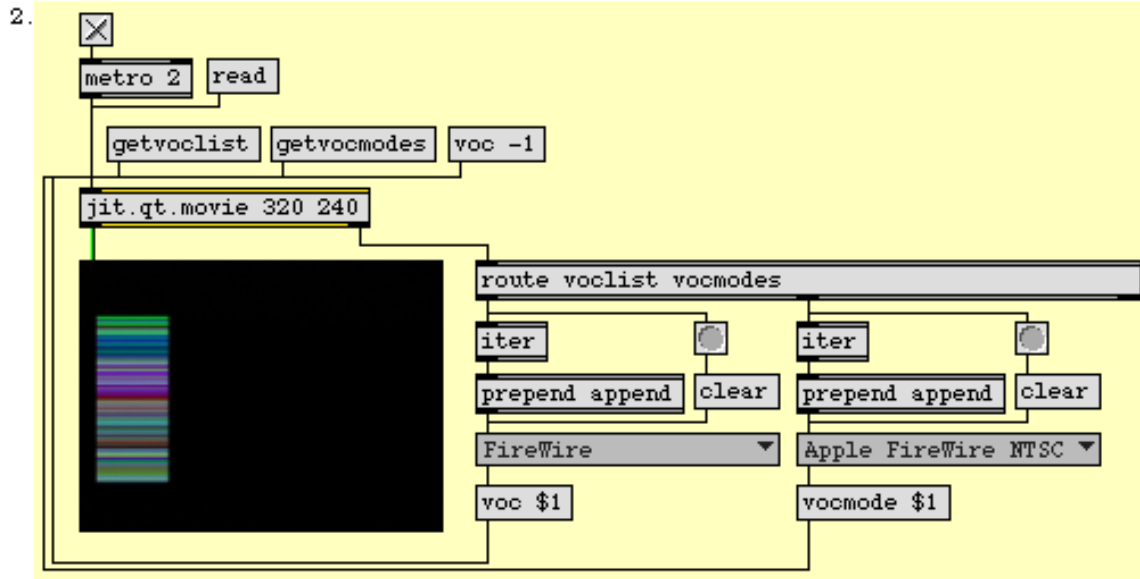 2.
metro 2
read
getvoclist
getvocmodes
voc -1
jit.qt.movie 320 240
route voclist vocmodes
iter
iter
prepend append
clear
prepend append
clear
FireWire
Apple FireWire NTSC
voc $1
vocmode $1